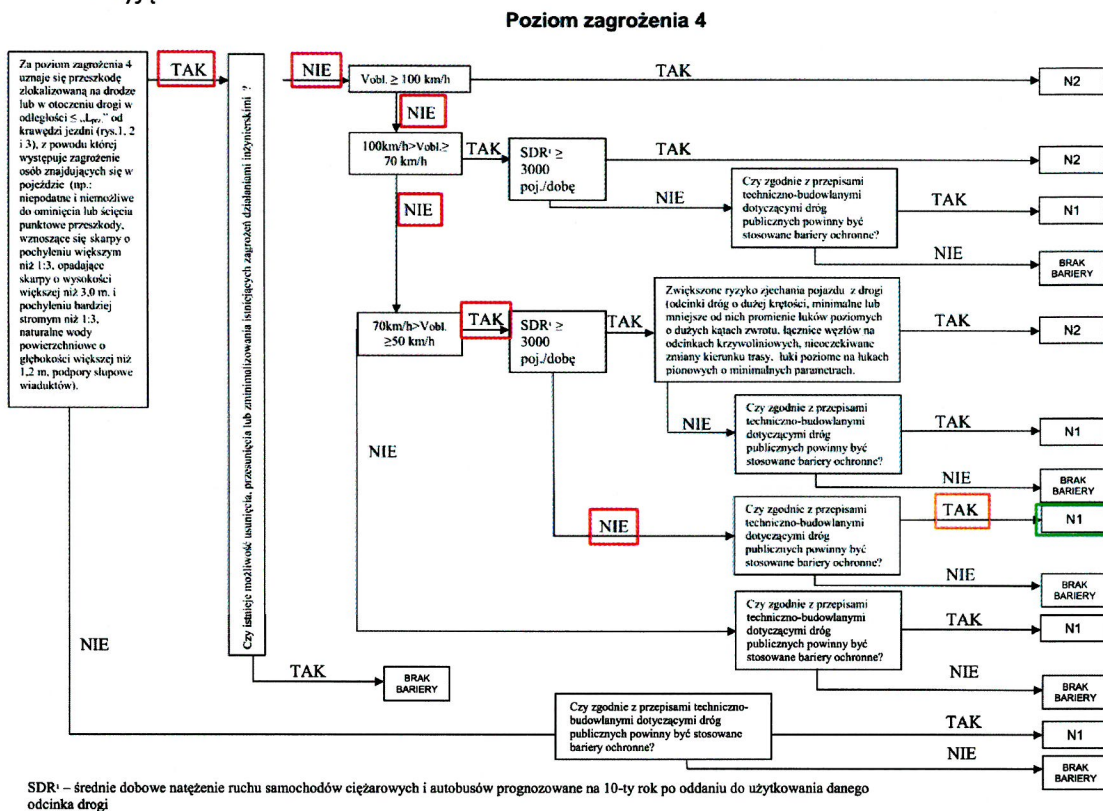 Poziom zagrożenia 4
Za poziom zagrożenia 4
uznaje się przeszkodę
zlokalizowaną na drodze
lub w otoczeniu drogi w
odległości ≤ „Lprz.” od
krawędzi jezdni (rys.1, 2
i 3), z powodu której
występuje zagrożenie
osób znajdujących się w
pojeździe (np.:
niepodatne i niemożliwe
do ominięcia lub ścięcia
punktowe przeszkody,
wznoszące się skarpy o
pochyleniu większym
niż 1:3, opadające
skarpy o wysokości
większej niż 3,0 m. i
pochyleniu bardziej
stromym niż 1:3,
naturalne wody
powierzchniowe o
głębokości większej niż
1,2 m, podpory słupowe
wiaduktów).
TAK
Czy istnieje możliwość usunięcia, przesunięcia lub zminimalizowania istniejących zagrożeń działaniami inżynierskimi ?
NIE
Vobl. ≥ 100 km/h
TAK
N2
NIE
100km/h>Vobl.≥
70 km/h
TAK
SDR¹ ≥
3000
poj./dobę
TAK
N2
NIE
Czy zgodnie z przepisami
techniczno-budowlanymi
dotyczącymi dróg
publicznych powinny być
stosowane bariery ochronne?
TAK
N1
NIE
BRAK
BARIERY
NIE
70km/h>Vobl.
≥50 km/h
TAK
SDR¹ ≥
3000
poj./dobę
TAK
Zwiększone ryzyko zjechania pojazdu z drogi
(odcinki dróg o dużej krętości, minimalne lub
mniejsze od nich promienie łuków poziomych
o dużych kątach zwrotu, łącznice węzłów na
odcinkach krzywoliniowych, nieoczekiwane
zmiany kierunku trasy, łuki poziome na łukach
pionowych o minimalnych parametrach.
TAK
N2
NIE
Czy zgodnie z przepisami
techniczno-budowlanymi
dotyczącymi dróg
publicznych powinny być
stosowane bariery ochronne?
TAK
N1
NIE
BRAK
BARIERY
NIE
Czy zgodnie z przepisami
techniczno-budowlanymi
dotyczącymi dróg
publicznych powinny być
stosowane bariery ochronne?
TAK
N1
NIE
BRAK
BARIERY
NIE
Czy zgodnie z przepisami
techniczno-budowlanymi
dotyczącymi dróg
publicznych powinny być
stosowane bariery ochronne?
TAK
N1
NIE
BRAK
BARIERY
TAK
BRAK
BARIERY
NIE
Czy zgodnie z przepisami techniczno-
budowlanymi dotyczącymi dróg
publicznych powinny być stosowane
bariery ochronne?
TAK
N1
NIE
BRAK
BARIERY
SDR¹ – średnie dobowe natężenie ruchu samochodów ciężarowych i autobusów prognozowane na 10-ty rok po oddaniu do użytkowania danego
odcinka drogi